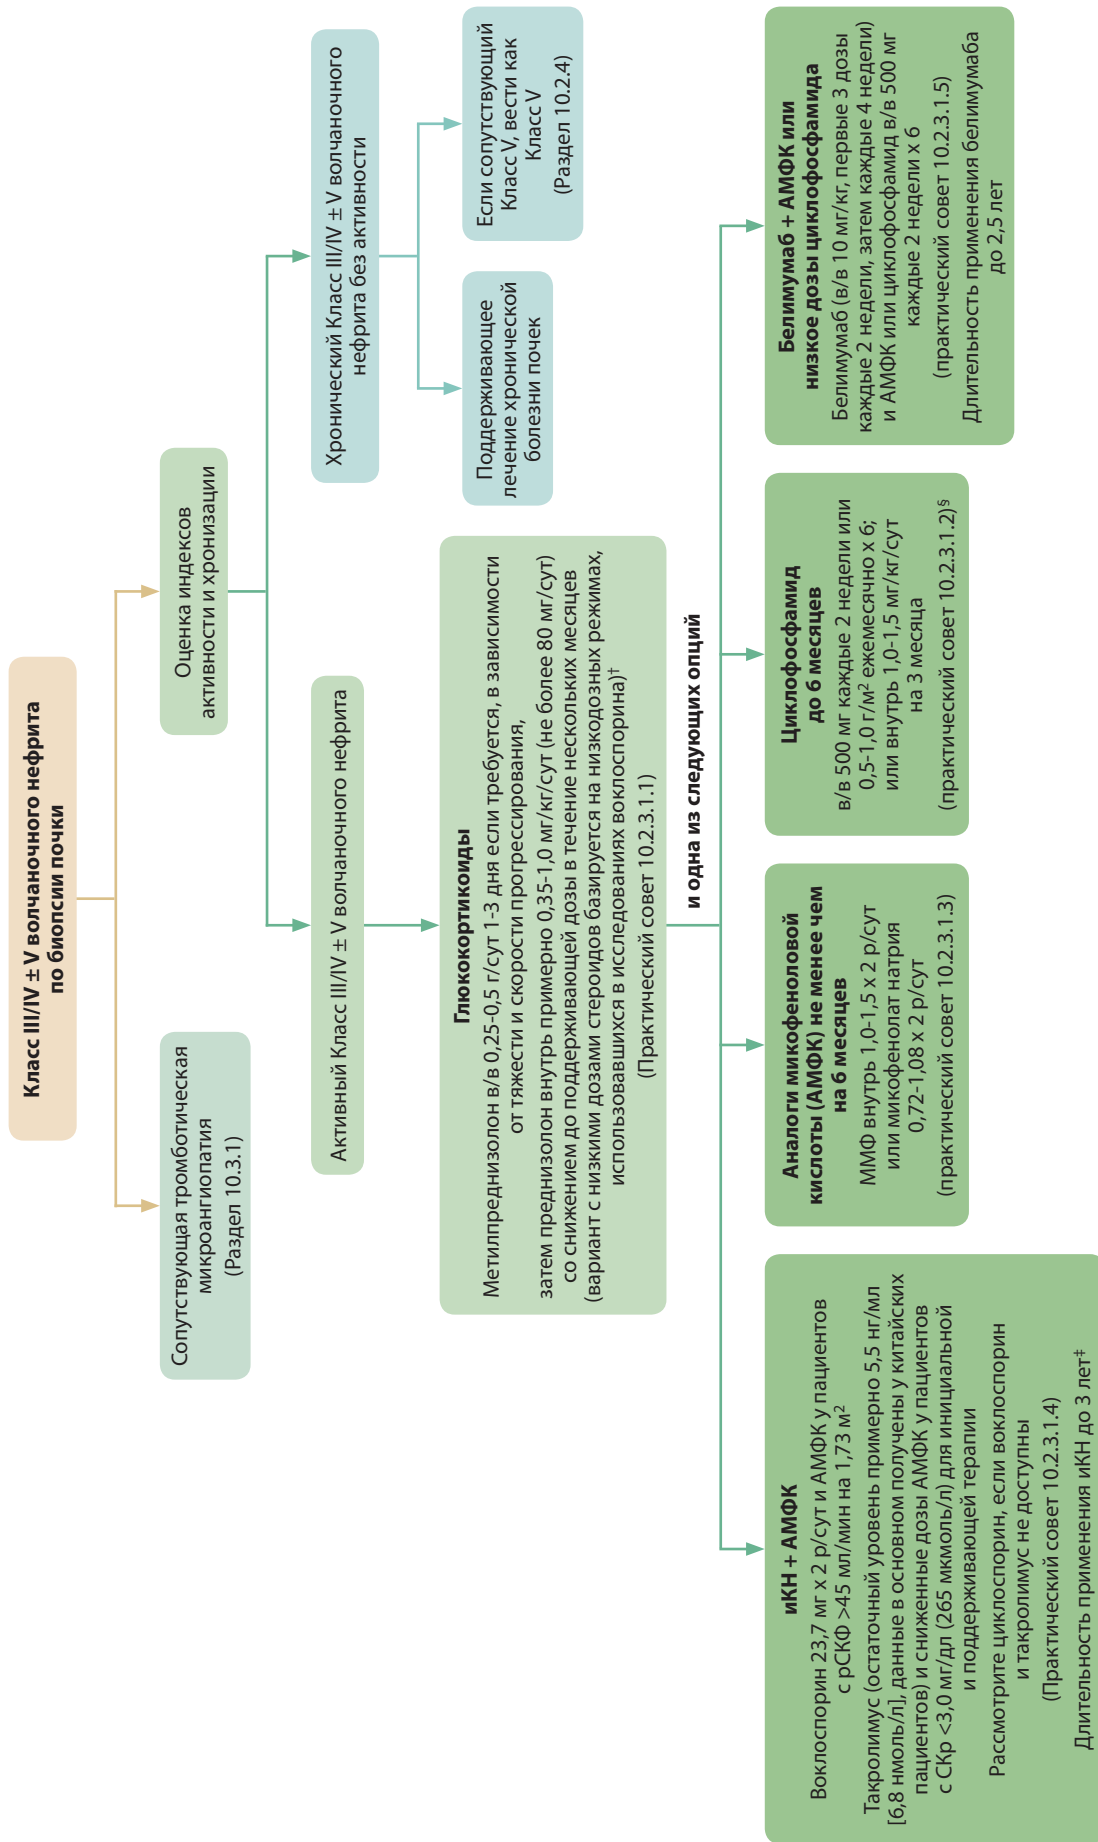 Класс III/IV ± V волчаночного нефрита
по биопсии почки
Сопутствующая тромботическая
микроангиопатия
(Раздел 10.3.1)
Оценка индексов
активности и хронизации
Активный Класс III/IV ± V волчаночного нефрита
Хронический Класс III/IV ± V волчаночного
нефрита без активности
Глюкокортикоиды
Метилпреднизолон в/в 0,25-0,5 г/сут 1-3 дня если требуется, в зависимости
от тяжести и скорости прогрессирования,
затем преднизолон внутрь примерно 0,35-1,0 мг/кг/сут (не более 80 мг/сут)
со снижением до поддерживающей дозы в течение нескольких месяцев
(вариант с низкими дозами стероидов базируется на низкодозных режимах,
использовавшихся в исследованиях воклоспорина)†
(Практический совет 10.2.3.1.1)
Поддерживающее
лечение хронической
болезни почек
Если сопутствующий
Класс V, вести как
Класс V
(Раздел 10.2.4)
и одна из следующих опций
иКН + АМФК
Воклоспорин 23,7 мг x 2 р/сут и АМФК у пациентов
с рСКФ >45 мл/мин на 1,73 м²
Такролимус (остаточный уровень примерно 5,5 нг/мл
[6,8 нмоль/л], данные в основном получены у китайских
пациентов) и сниженные дозы АМФК у пациентов
с СКр <3,0 мг/дл (265 мкмоль/л) для инициальной
и поддерживающей терапии
Рассмотрите циклоспорин, если воклоспорин
и такролимус не доступны
(Практический совет 10.2.3.1.4)
Длительность применения иКН до 3 лет‡
Аналоги микофеноловой
кислоты (АМФК) не менее чем
на 6 месяцев
ММФ внутрь 1,0-1,5 x 2 р/сут
или микофенолат натрия
0,72-1,08 x 2 р/сут
(практический совет 10.2.3.1.3)
Циклофосфамид
до 6 месяцев
в/в 500 мг каждые 2 недели или
0,5-1,0 г/м² ежемесячно x 6;
или внутрь 1,0-1,5 мг/кг/сут
на 3 месяца
(практический совет 10.2.3.1.2)§
Белимумаб + АМФК или
низкое дозы циклофосфамида
Белимумаб (в/в 10 мг/кг, первые 3 дозы
каждые 2 недели, затем каждые 4 недели)
и АМФК или циклофосфамид в/в 500 мг
каждые 2 недели x 6
(практический совет 10.2.3.1.5)
Длительность применения белимумаба
до 2,5 лет